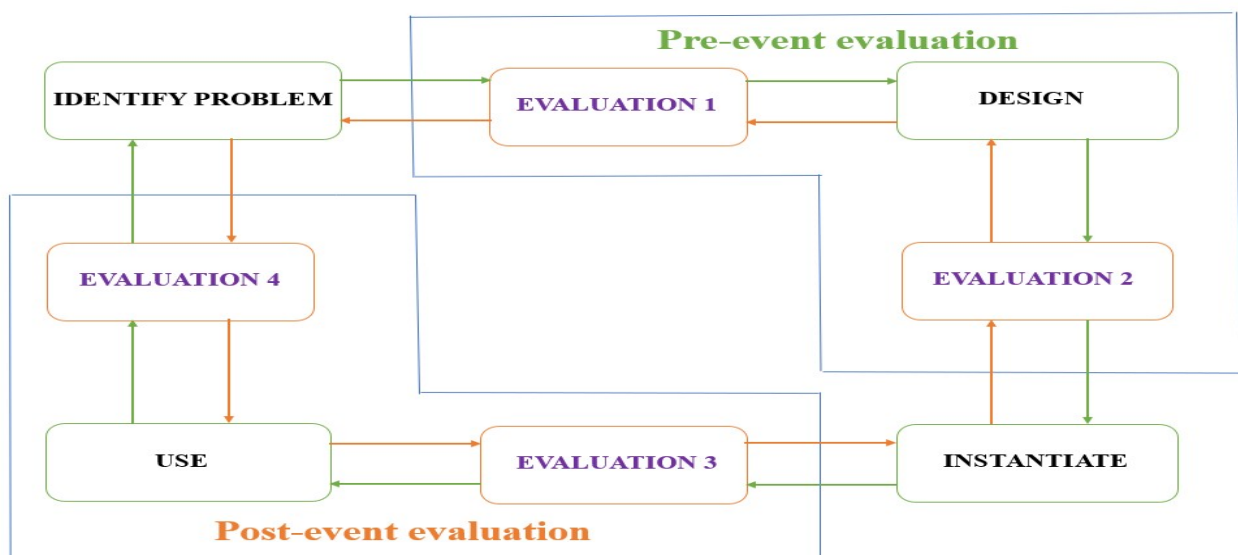 Pre-event evaluation
IDENTIFY PROBLEM
EVALUATION 1
DESIGN
EVALUATION 4
EVALUATION 2
USE
EVALUATION 3
INSTANTIATE
Post-event evaluation